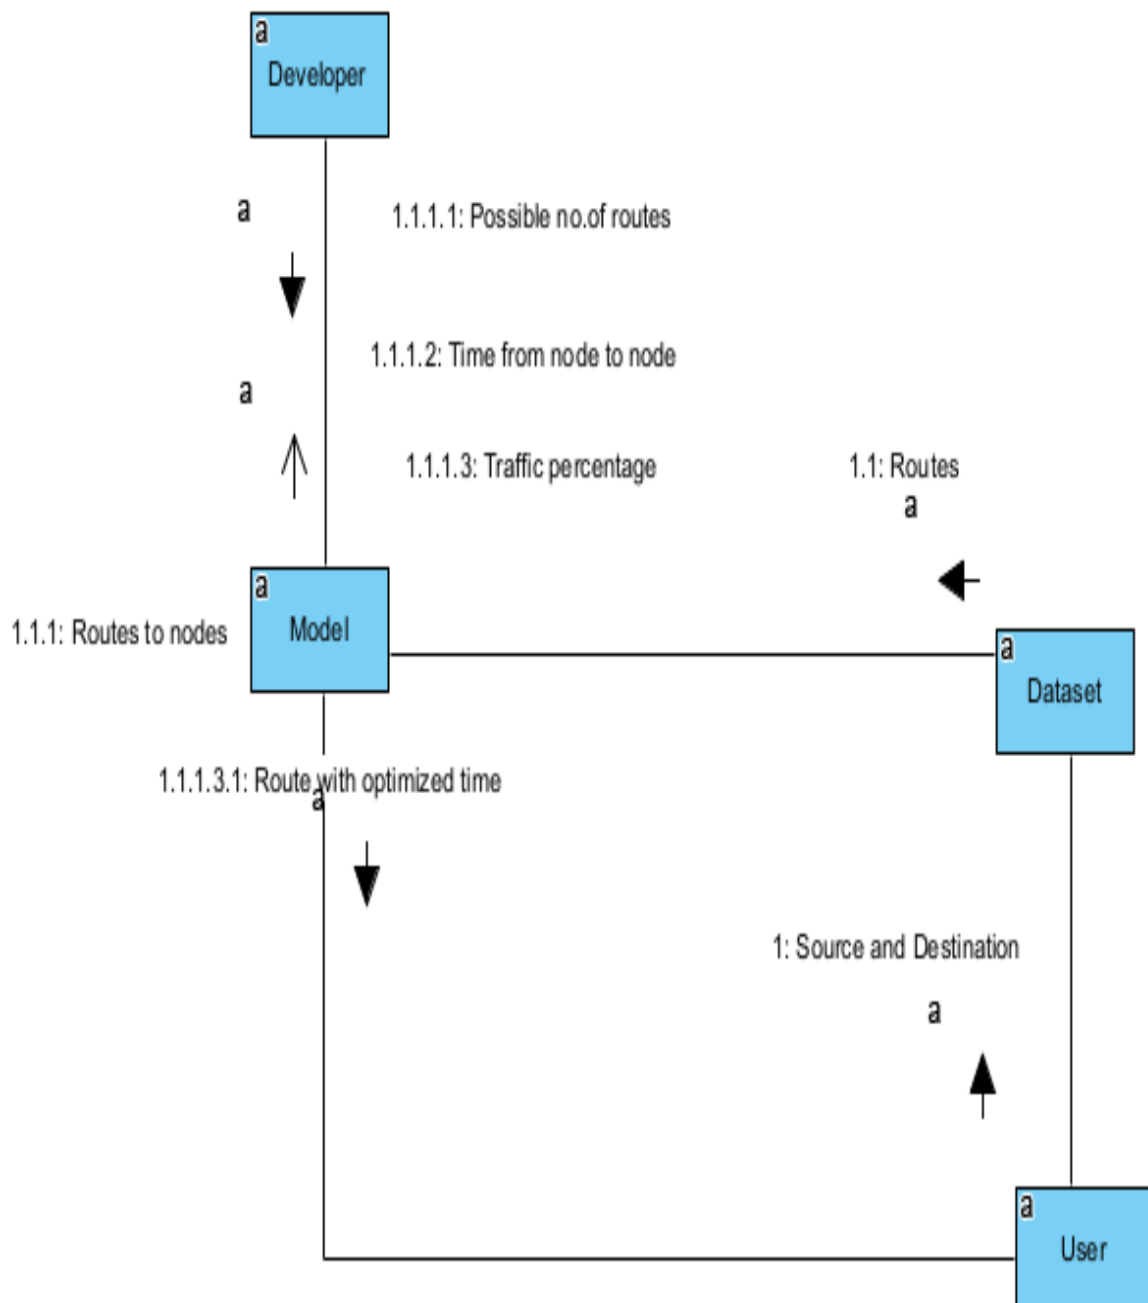 a
Developer
a
1.1.1.1: Possible no.of routes
1.1.1.2: Time from node to node
a
1.1.1.3: Traffic percentage
1.1: Routes
a
a
Model
1.1.1: Routes to nodes
a
Dataset
1.1.1.3.1: Route with optimized time
a
1: Source and Destination
a
a
User